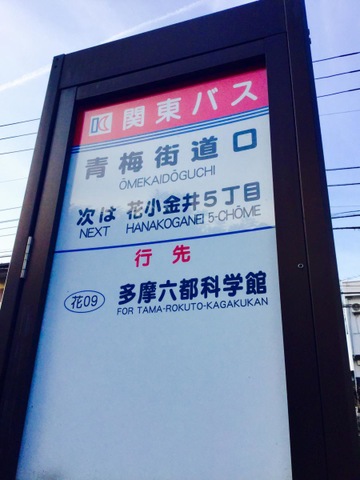 K 関東バス
青梅街道口
ŌMEKAIDŌGUCHI
次は 花小金井5丁目
NEXT HANAKOGANEI 5-CHŌME
行先
花09 多摩六都科学館
FOR TAMA-ROKUTO-KAGAKUKAN